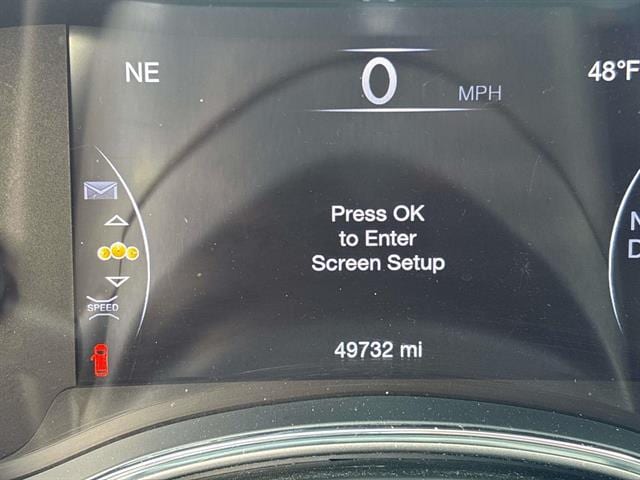 NE
0
MPH
48°F
Press OK
to Enter
Screen Setup
SPEED
49732 mi
N
D